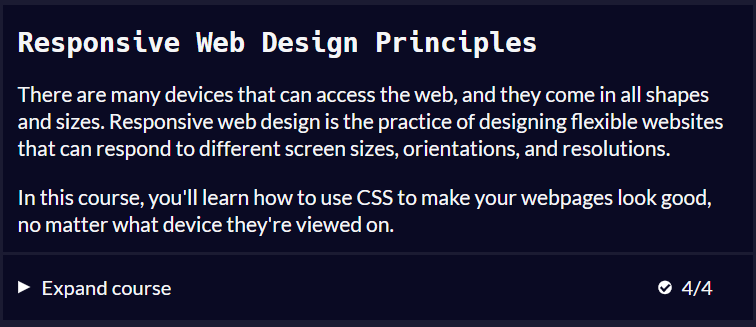 Responsive Web Design Principles
There are many devices that can access the web, and they come in all shapes
and sizes. Responsive web design is the practice of designing flexible websites
that can respond to different screen sizes, orientations, and resolutions.
In this course, you'll learn how to use CSS to make your webpages look good,
no matter what device they're viewed on.
Expand course 4/4